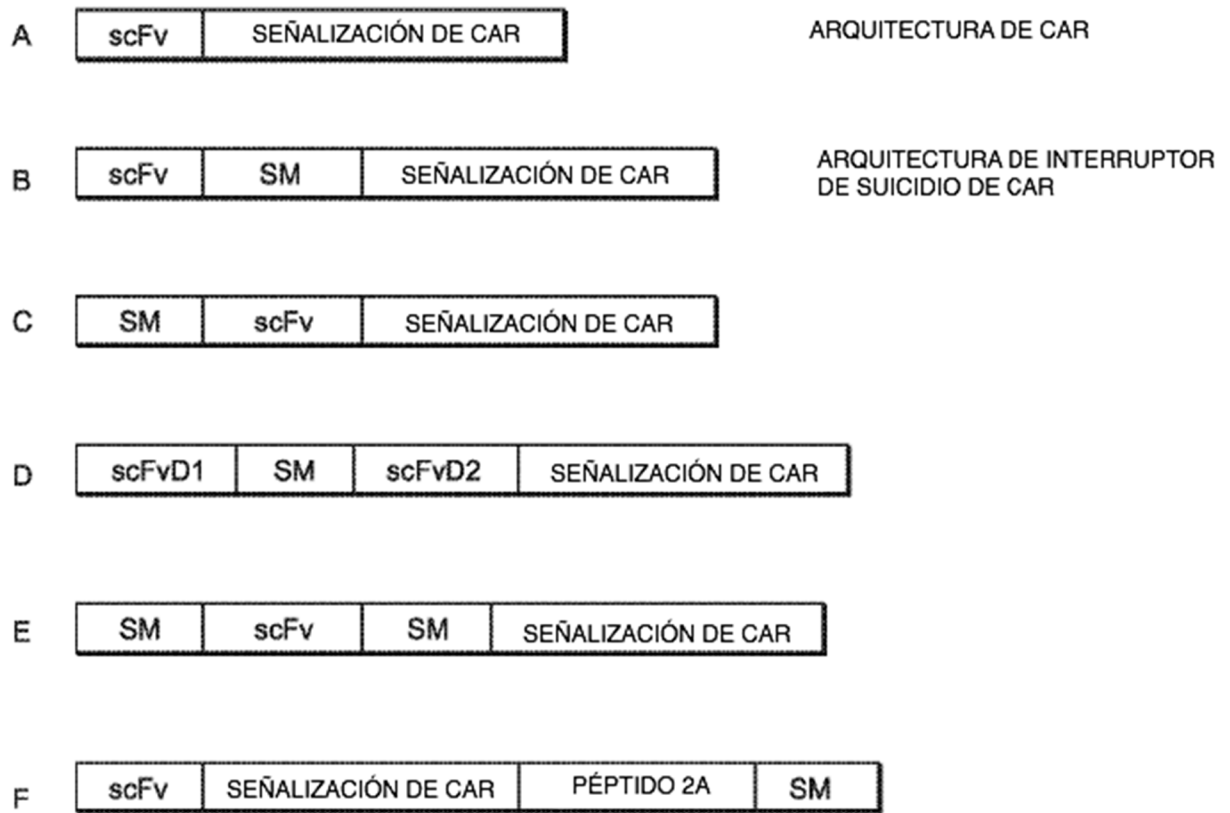 A scFv SEÑALIZACIÓN DE CAR ARQUITECTURA DE CAR
B scFv SM SEÑALIZACIÓN DE CAR ARQUITECTURA DE INTERRUPTOR
DE SUICIDIO DE CAR
C SM scFv SEÑALIZACIÓN DE CAR
D scFvD1 SM scFvD2 SEÑALIZACIÓN DE CAR
E SM scFv SM SEÑALIZACIÓN DE CAR
F scFv SEÑALIZACIÓN DE CAR PÉPTIDO 2A SM